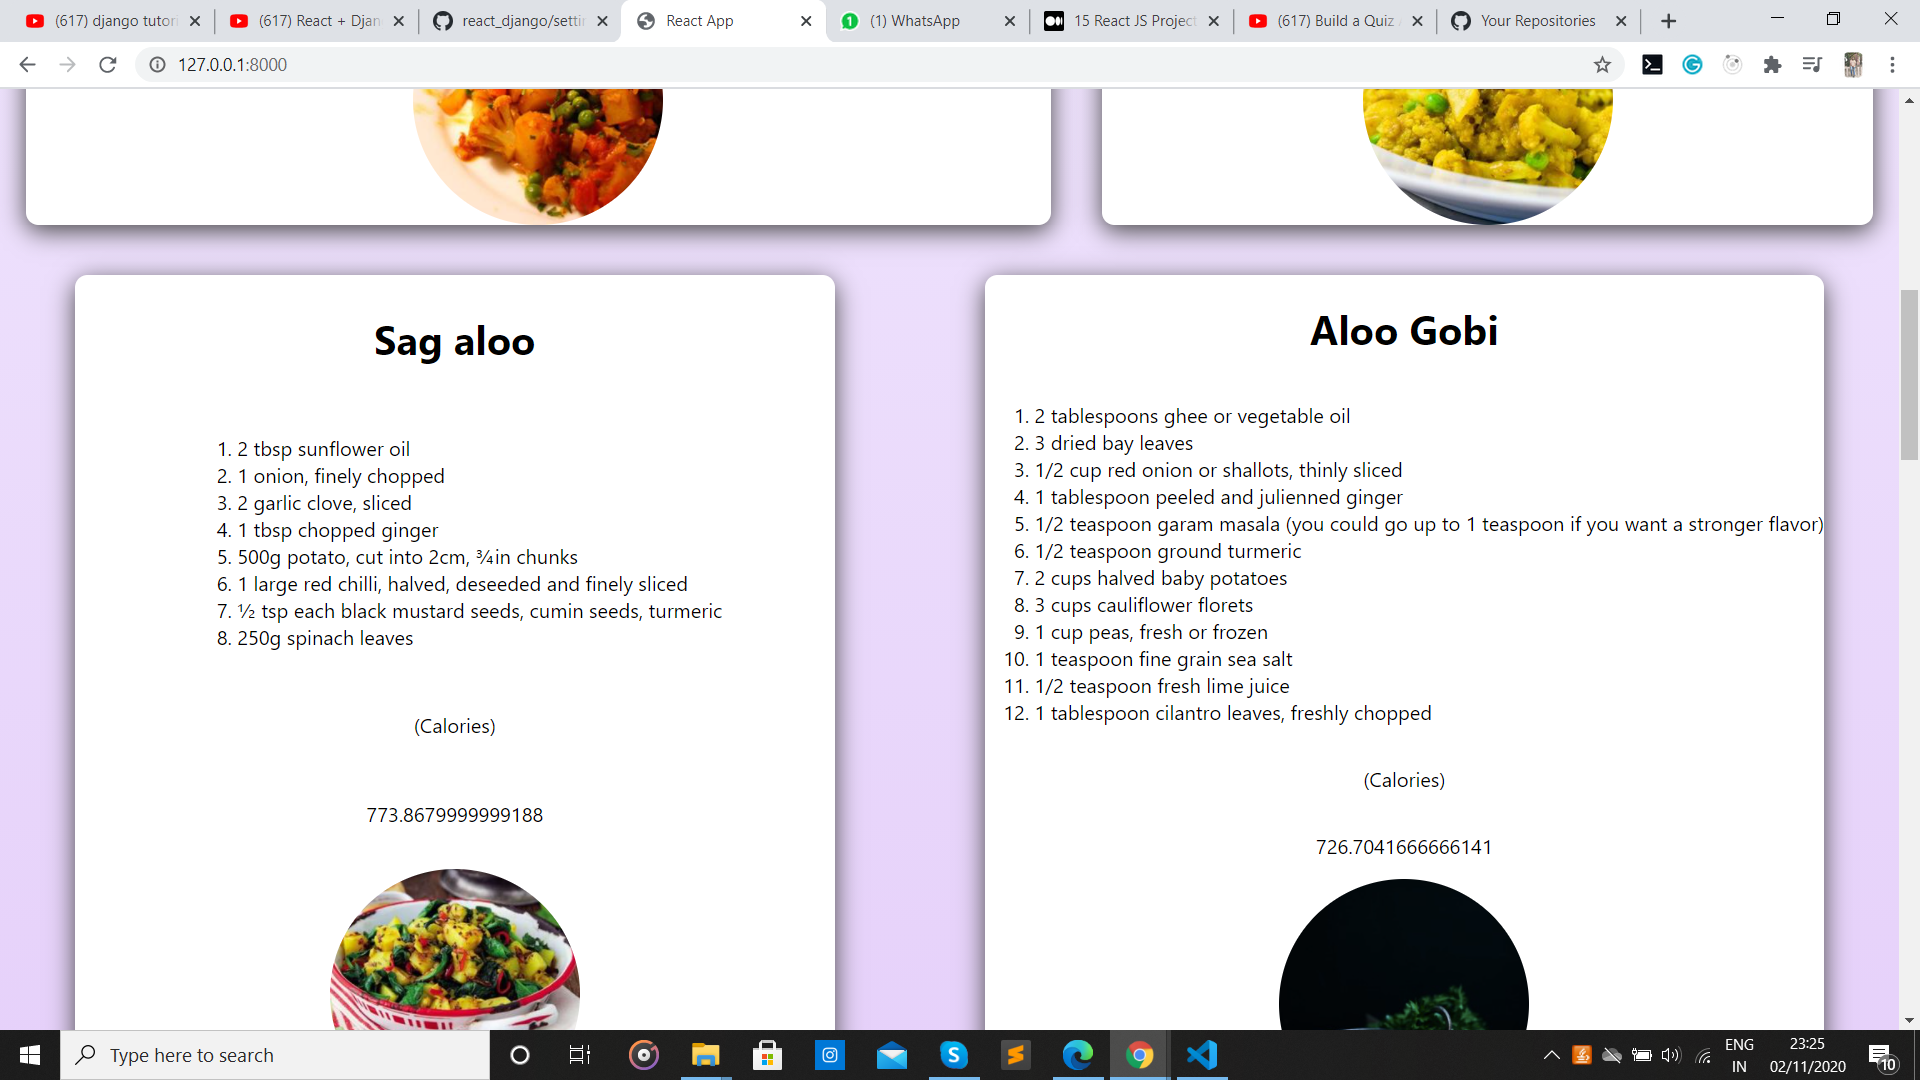 (617) django tutori
(617) React + Djan
react_django/settin
React App
(1) WhatsApp
15 React JS Project
(617) Build a Quiz A
Your Repositories
127.0.0.1:8000
Sag aloo
1. 2 tbsp sunflower oil
2. 1 onion, finely chopped
3. 2 garlic clove, sliced
4. 1 tbsp chopped ginger
5. 500g potato, cut into 2cm, ¾in chunks
6. 1 large red chilli, halved, deseeded and finely sliced
7. ½ tsp each black mustard seeds, cumin seeds, turmeric
8. 250g spinach leaves
(Calories)
773.8679999999188
Aloo Gobi
1. 2 tablespoons ghee or vegetable oil
2. 3 dried bay leaves
3. 1/2 cup red onion or shallots, thinly sliced
4. 1 tablespoon peeled and julienned ginger
5. 1/2 teaspoon garam masala (you could go up to 1 teaspoon if you want a stronger flavor)
6. 1/2 teaspoon ground turmeric
7. 2 cups halved baby potatoes
8. 3 cups cauliflower florets
9. 1 cup peas, fresh or frozen
10. 1 teaspoon fine grain sea salt
11. 1/2 teaspoon fresh lime juice
12. 1 tablespoon cilantro leaves, freshly chopped
(Calories)
726.7041666666141
Type here to search
ENG
IN
23:25
02/11/2020
10